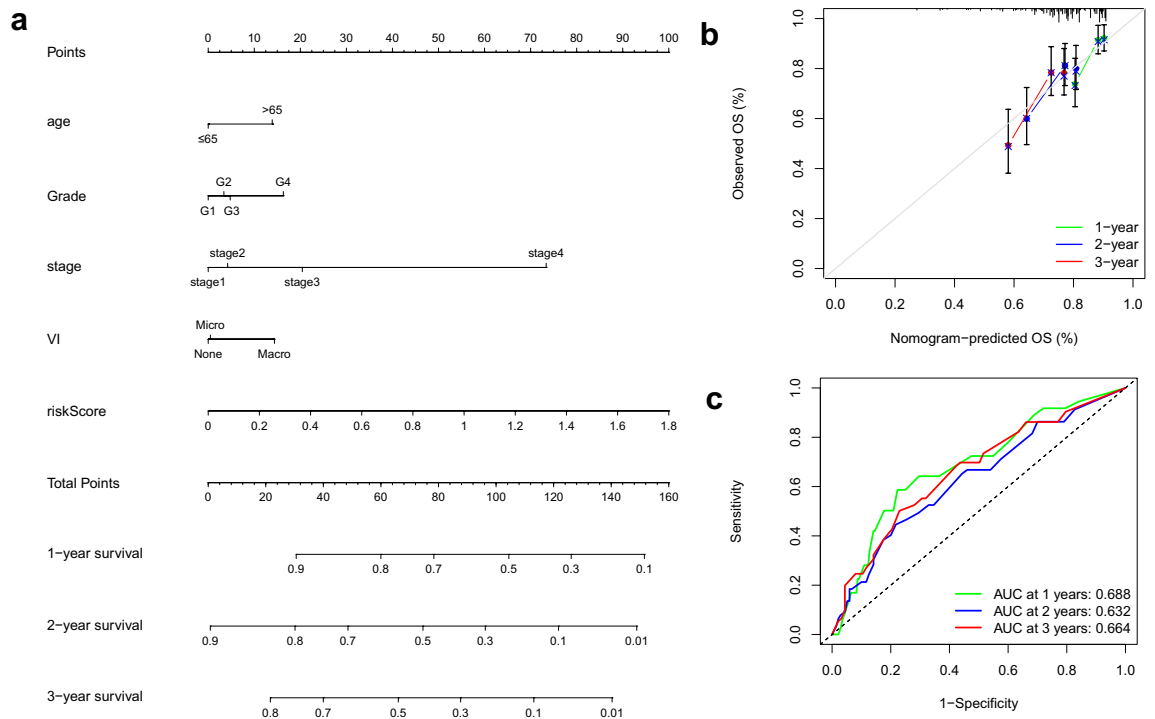 a
Points
0 10 20 30 40 50 60 70 80 90 100
age
>65
≤65
Grade
G2 G4
G1 G3
stage
stage2 stage4
stage1 stage3
VI
Micro
None Macro
riskScore
0 0.2 0.4 0.6 0.8 1 1.2 1.4 1.6 1.8
Total Points
0 20 40 60 80 100 120 140 160
1−year survival
0.9 0.8 0.7 0.5 0.3 0.1
2−year survival
0.9 0.8 0.7 0.5 0.3 0.1 0.01
3−year survival
0.8 0.7 0.5 0.3 0.1 0.01
b
Observed OS (%)
1.0
0.8
0.6
0.4
0.2
0.0
1−year
2−year
3−year
0.0 0.2 0.4 0.6 0.8 1.0
Nomogram−predicted OS (%)
c
Sensitivity
1.0
0.8
0.6
0.4
0.2
0.0
AUC at 1 years: 0.688
AUC at 2 years: 0.632
AUC at 3 years: 0.664
0.0 0.2 0.4 0.6 0.8 1.0
1−Specificity